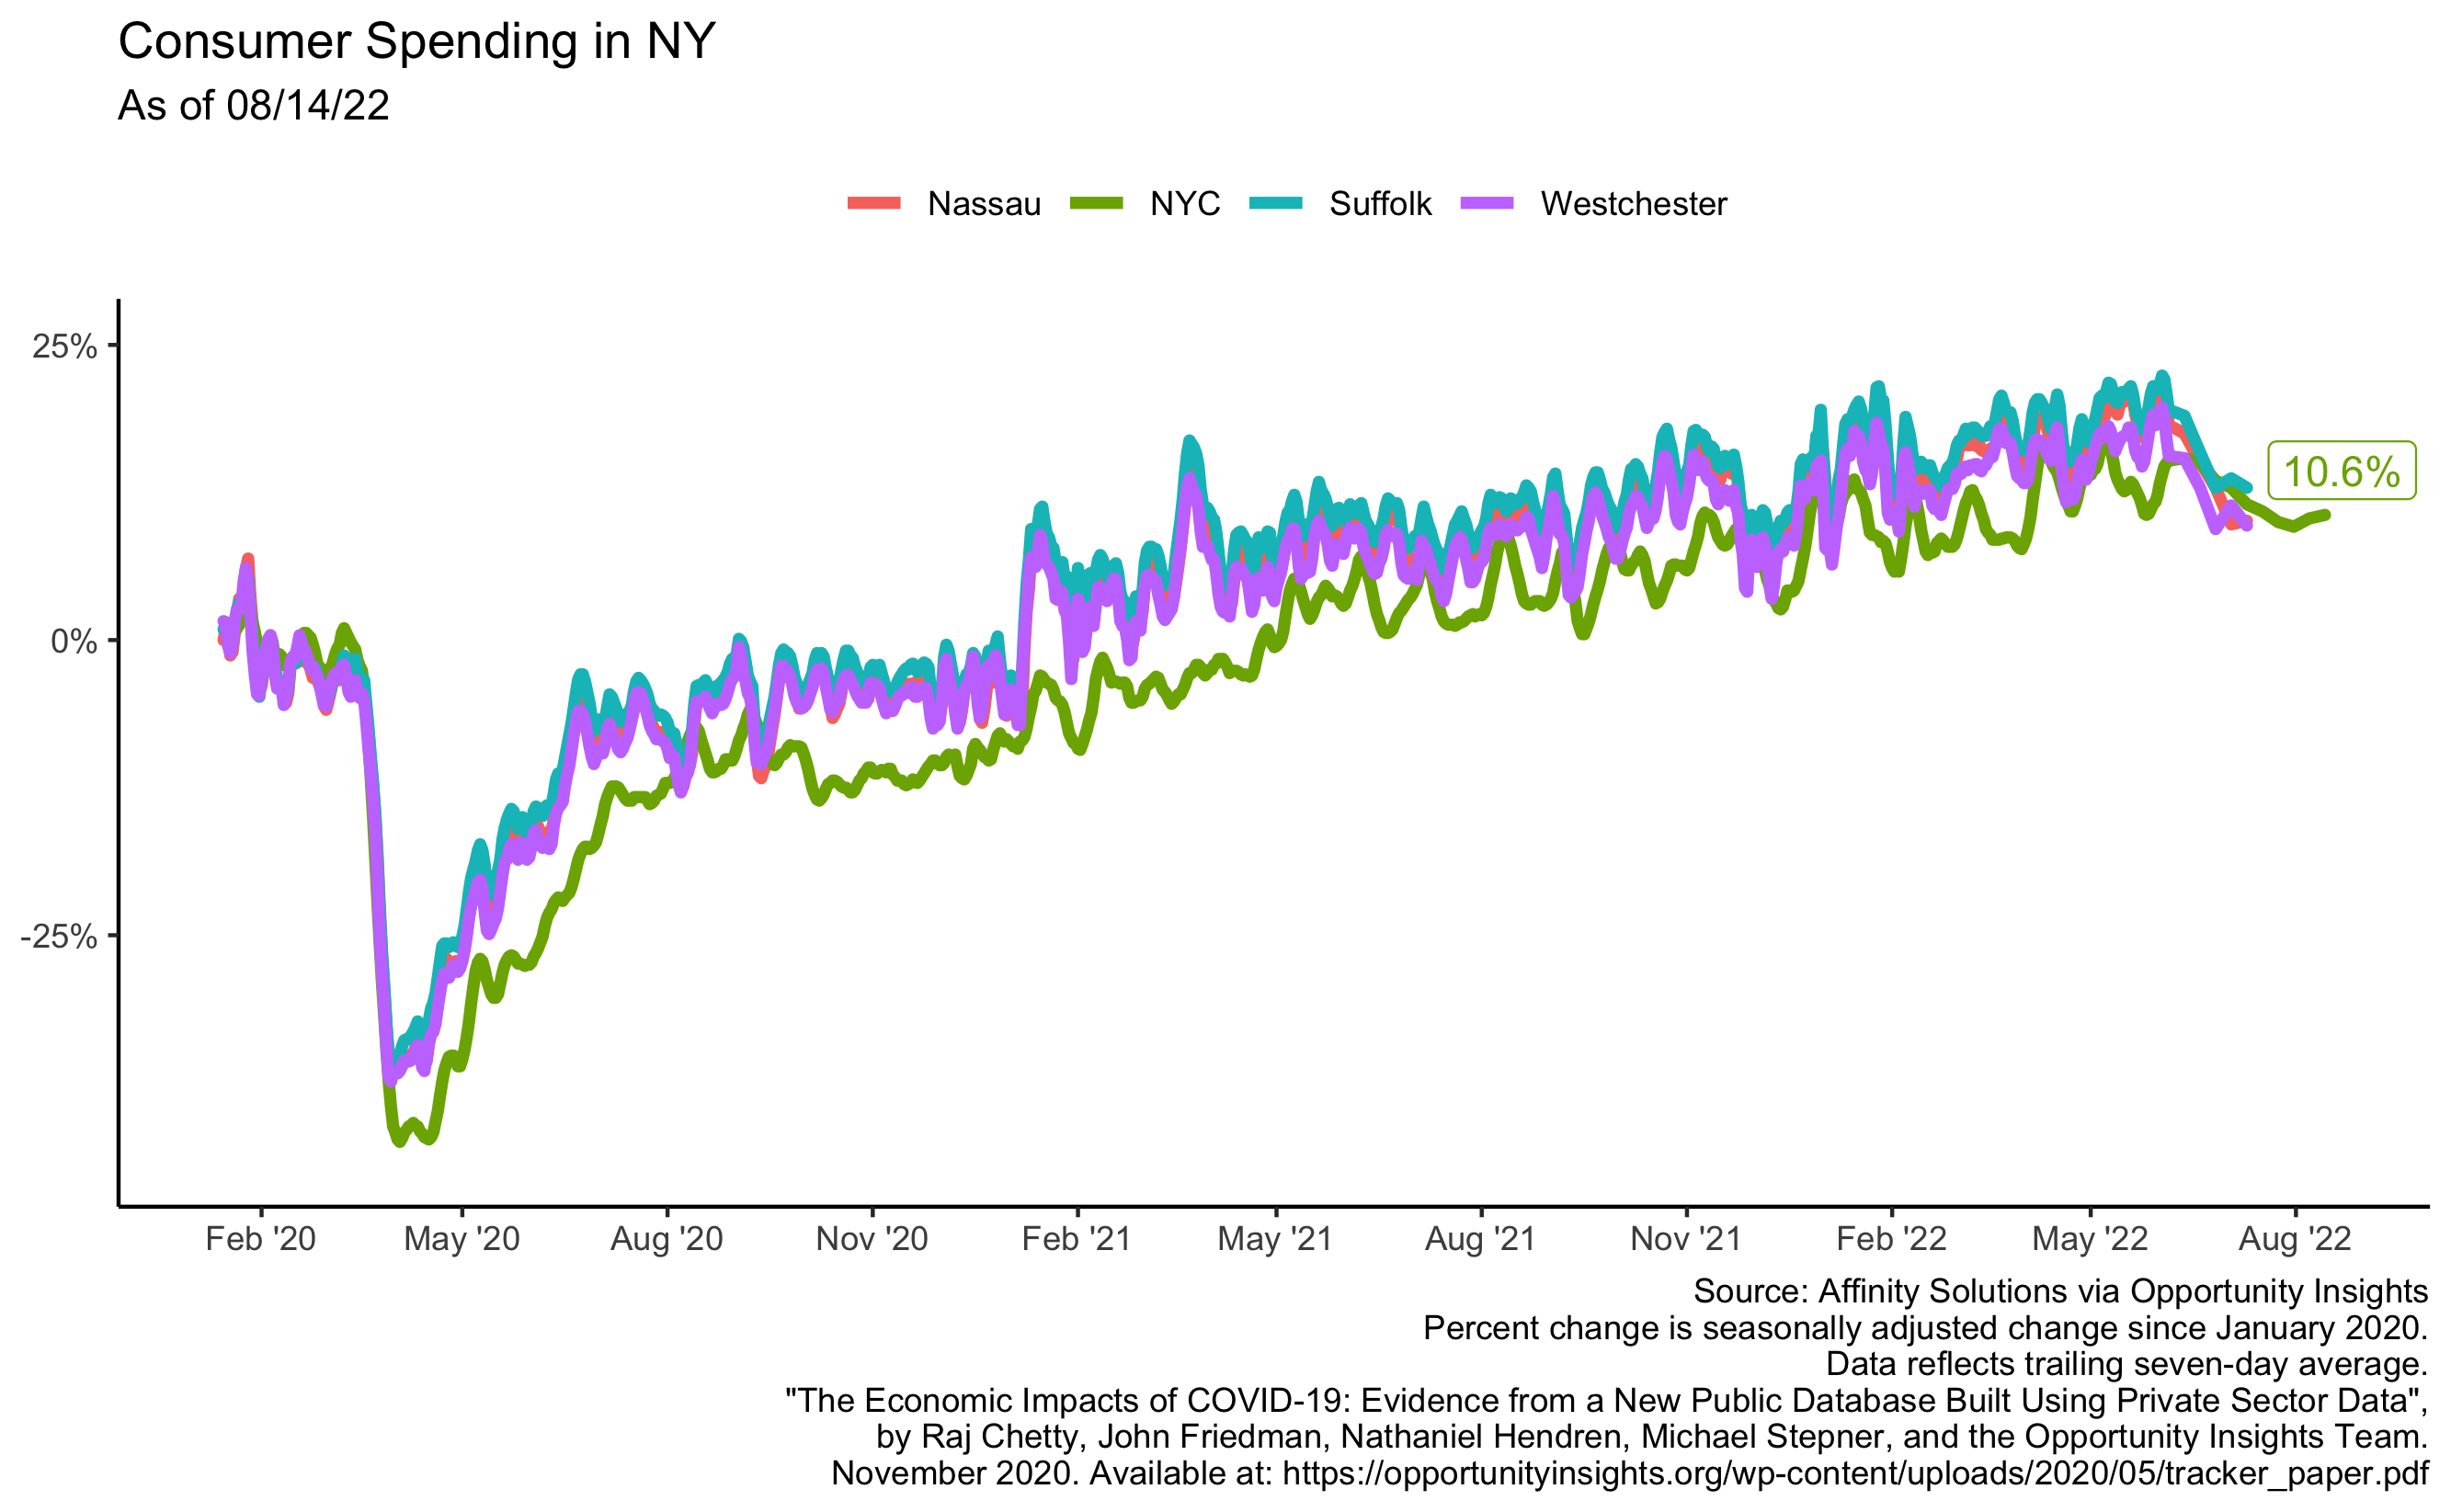 Consumer Spending in NY
As of 08/14/22
Nassau NYC Suffolk Westchester
25%
0%
-25%
10.6%
Feb '20 May '20 Aug '20 Nov '20 Feb '21 May '21 Aug '21 Nov '21 Feb '22 May '22 Aug '22
Source: Affinity Solutions via Opportunity Insights
Percent change is seasonally adjusted change since January 2020.
Data reflects trailing seven-day average.
"The Economic Impacts of COVID-19: Evidence from a New Public Database Built Using Private Sector Data",
by Raj Chetty, John Friedman, Nathaniel Hendren, Michael Stepner, and the Opportunity Insights Team.
November 2020. Available at: https://opportunityinsights.org/wp-content/uploads/2020/05/tracker_paper.pdf